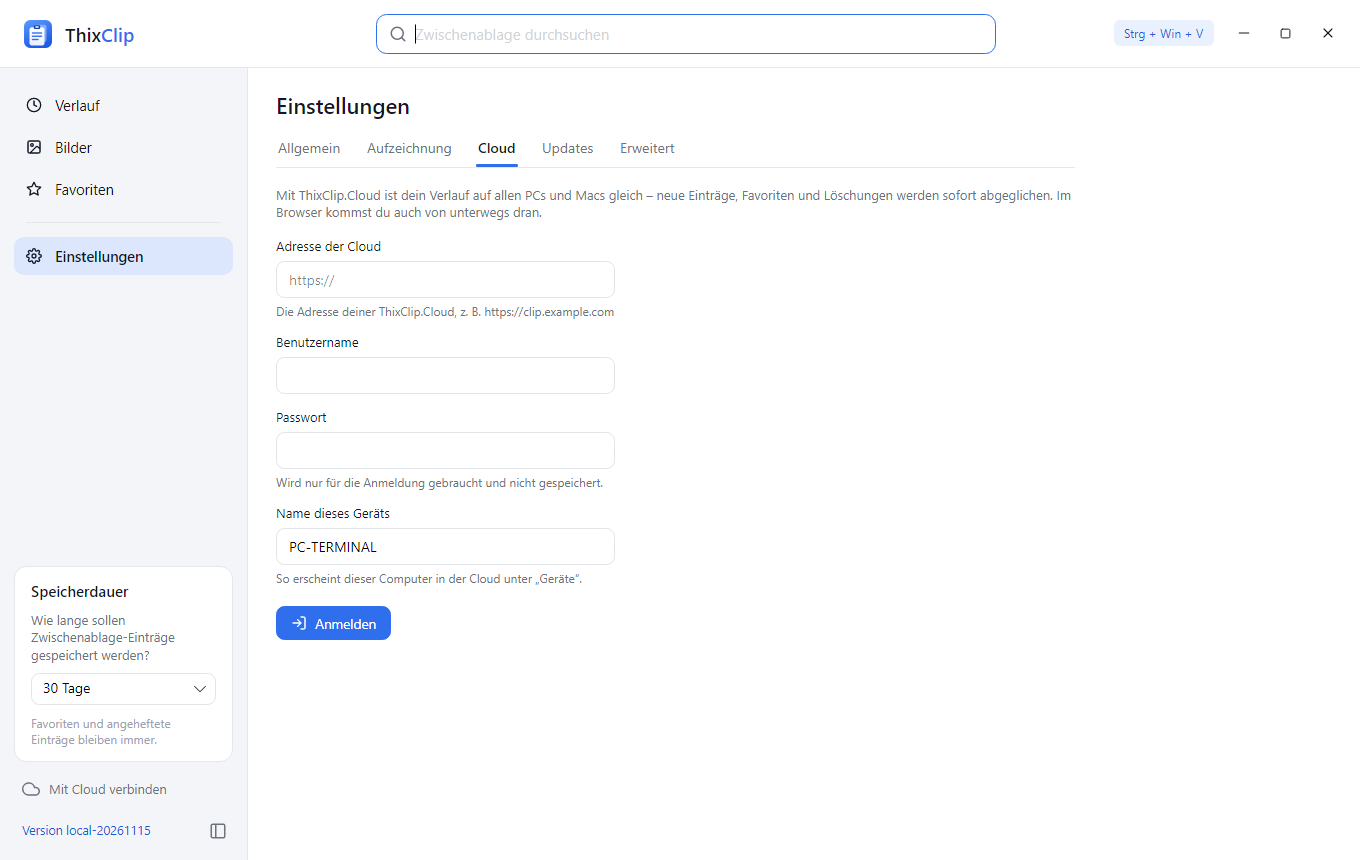 ThixClip
Zwischenablage durchsuchen
Strg + Win + V
Verlauf
Bilder
Favoriten
Einstellungen
Speicherdauer
Wie lange sollen
Zwischenablage-Einträge
gespeichert werden?
30 Tage
Favoriten und angeheftete
Einträge bleiben immer.
Mit Cloud verbinden
Version local-20261115
Einstellungen
Allgemein Aufzeichnung Cloud Updates Erweitert
Mit ThixClip.Cloud ist dein Verlauf auf allen PCs und Macs gleich – neue Einträge, Favoriten und Löschungen werden sofort abgeglichen. Im
Browser kommst du auch von unterwegs dran.
Adresse der Cloud
https://
Die Adresse deiner ThixClip.Cloud, z. B. https://clip.example.com
Benutzername
Passwort
Wird nur für die Anmeldung gebraucht und nicht gespeichert.
Name dieses Geräts
PC-TERMINAL
So erscheint dieser Computer in der Cloud unter „Geräte“.
Anmelden